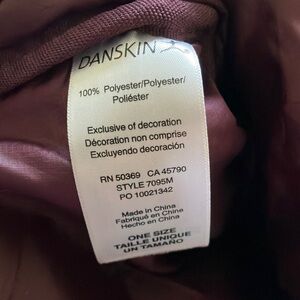 DANSKIN
100% Polyester/Polyester/
Poliéster
Exclusive of decoration
Décoration non comprise
Excluyendo decoración
RN 50369 CA 45790
STYLE 7095M
PO 10021342
Made in China
Fabriqué en Chine
Hecho en China
ONE SIZE
TAILLE UNIQUE
UN TAMAÑO